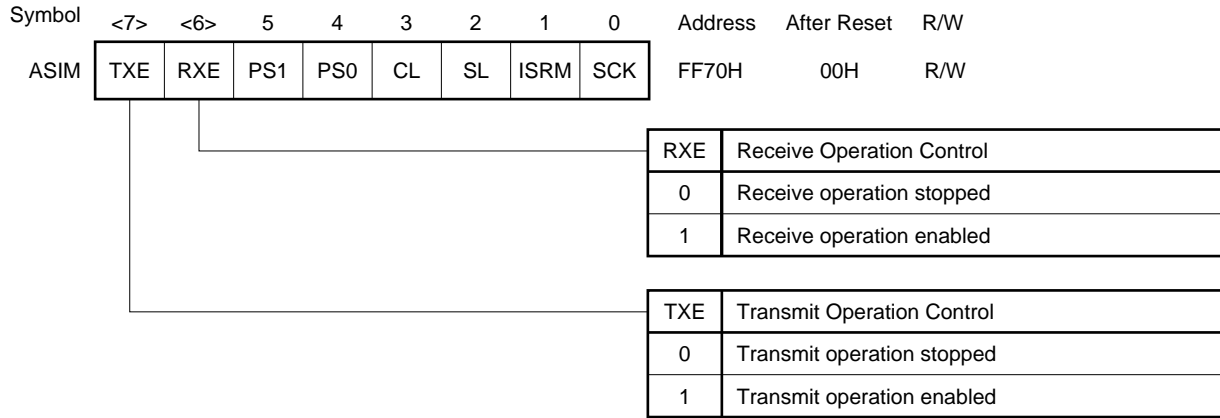 Symbol <7> <6> 5 4 3 2 1 0 Address After Reset R/W
ASIM TXE RXE PS1 PS0 CL SL ISRM SCK FF70H 00H R/W
RXE Receive Operation Control
0 Receive operation stopped
1 Receive operation enabled
TXE Transmit Operation Control
0 Transmit operation stopped
1 Transmit operation enabled